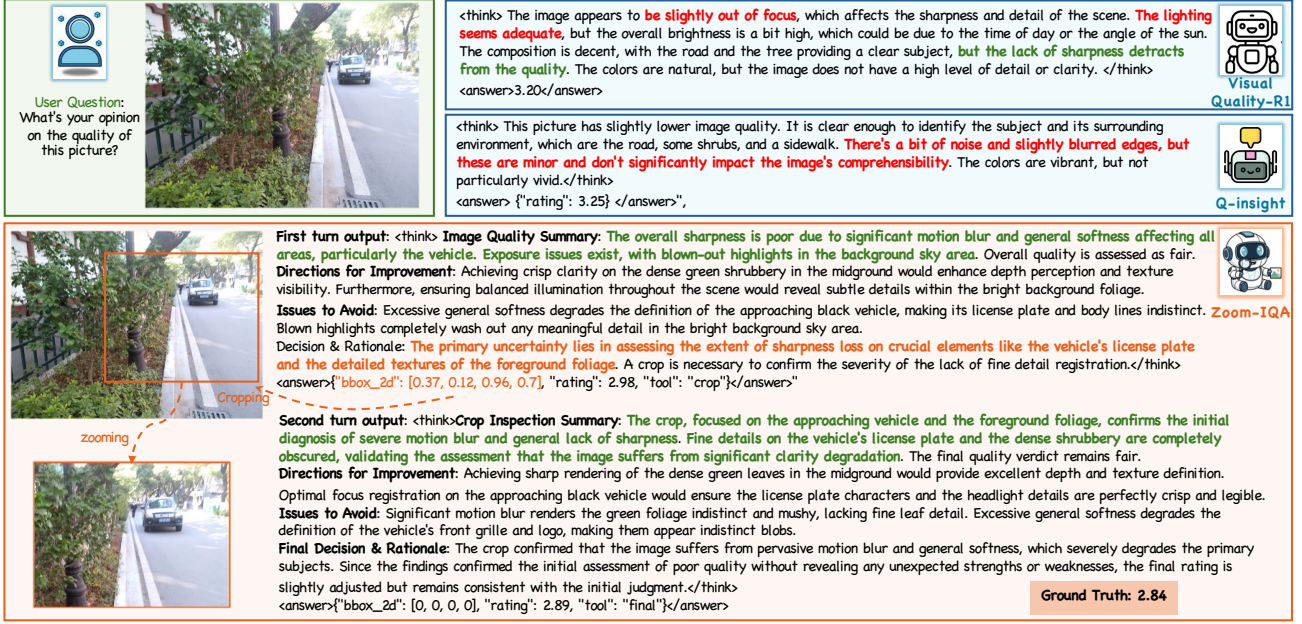 User Question:
What's your opinion
on the quality of
this picture?
<think> The image appears to be slightly out of focus, which affects the sharpness and detail of the scene. The lighting
seems adequate, but the overall brightness is a bit high, which could be due to the time of day or the angle of the sun.
The composition is decent, with the road and the tree providing a clear subject, but the lack of sharpness detracts
from the quality. The colors are natural, but the image does not have a high level of detail or clarity. </think>
<answer>3.20</answer>
Visual
Quality-R1
<think> This picture has slightly lower image quality. It is clear enough to identify the subject and its surrounding
environment, which are the road, some shrubs, and a sidewalk. There's a bit of noise and slightly blurred edges, but
these are minor and don't significantly impact the image's comprehensibility. The colors are vibrant, but not
particularly vivid.</think>
<answer> {"rating": 3.25} </answer>",
Q-insight
First turn output: <think> Image Quality Summary: The overall sharpness is poor due to significant motion blur and general softness affecting all
areas, particularly the vehicle. Exposure issues exist, with blown-out highlights in the background sky area. Overall quality is assessed as fair.
Directions for Improvement: Achieving crisp clarity on the dense green shrubbery in the midground would enhance depth perception and texture
visibility. Furthermore, ensuring balanced illumination throughout the scene would reveal subtle details within the bright background foliage.
Issues to Avoid: Excessive general softness degrades the definition of the approaching black vehicle, making its license plate and body lines indistinct.
Blown highlights completely wash out any meaningful detail in the bright background sky area.
Decision & Rationale: The primary uncertainty lies in assessing the extent of sharpness loss on crucial elements like the vehicle's license plate
and the detailed textures of the foreground foliage. A crop is necessary to confirm the severity of the lack of fine detail registration.</think>
<answer>{"bbox_2d": [0.37, 0.12, 0.96, 0.7], "rating": 2.98, "tool": "crop"}</answer>"
Zoom-IQA
Cropping
zooming
Second turn output: <think>Crop Inspection Summary: The crop, focused on the approaching vehicle and the foreground foliage, confirms the initial
diagnosis of severe motion blur and general lack of sharpness. Fine details on the vehicle's license plate and the dense shrubbery are completely
obscured, validating the assessment that the image suffers from significant clarity degradation. The final quality verdict remains fair.
Directions for Improvement: Achieving sharp rendering of the dense green leaves in the midground would provide excellent depth and texture definition.
Optimal focus registration on the approaching black vehicle would ensure the license plate characters and the headlight details are perfectly crisp and legible.
Issues to Avoid: Significant motion blur renders the green foliage indistinct and mushy, lacking fine leaf detail. Excessive general softness degrades the
definition of the vehicle's front grille and logo, making them appear indistinct blobs.
Final Decision & Rationale: The crop confirmed that the image suffers from pervasive motion blur and general softness, which severely degrades the primary
subjects. Since the findings confirmed the initial assessment of poor quality without revealing any unexpected strengths or weaknesses, the final rating is
slightly adjusted but remains consistent with the initial judgment.</think>
<answer>{"bbox_2d": [0, 0, 0, 0], "rating": 2.89, "tool": "final"}</answer>
Ground Truth: 2.84